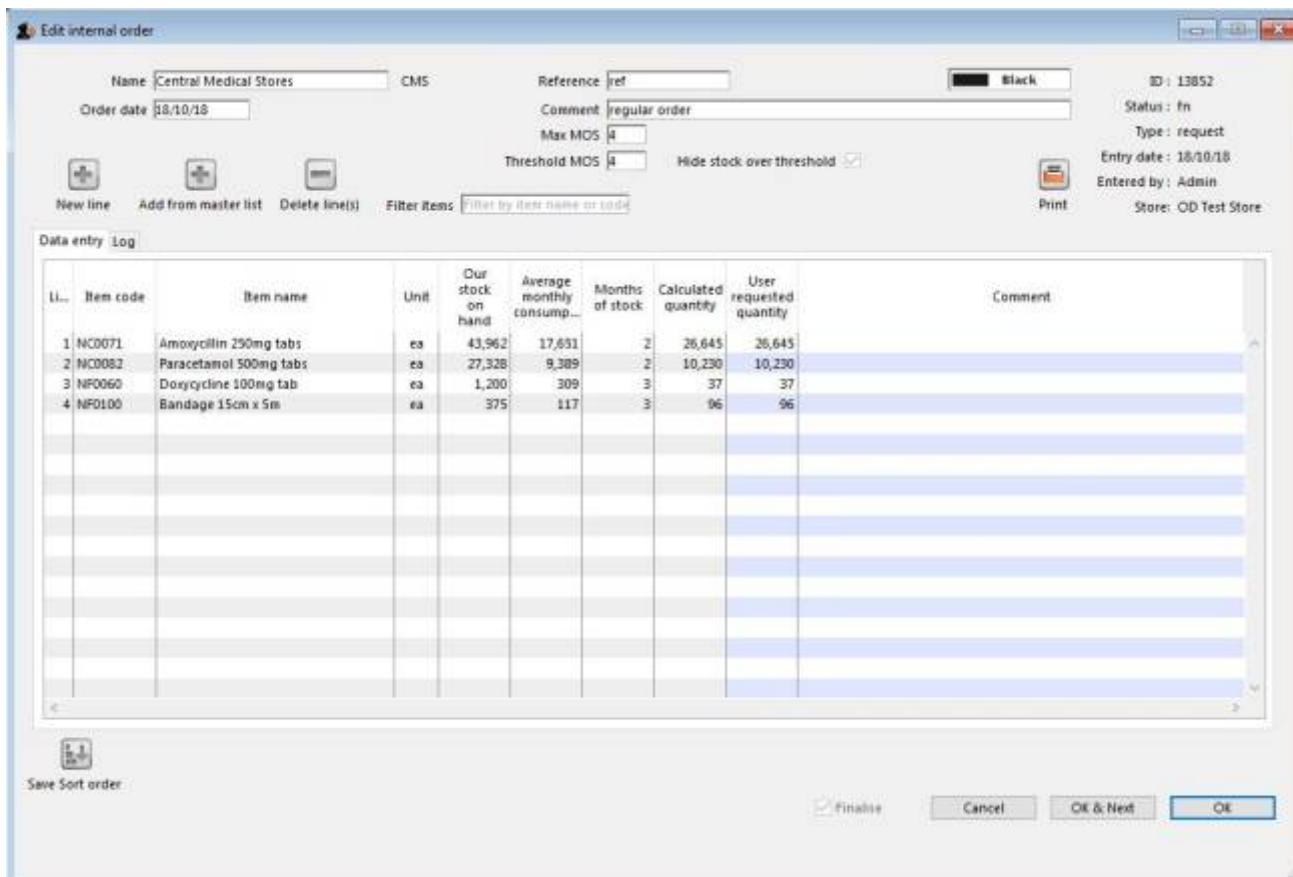 Edit internal order
Name Central Medical Stores CMS Reference ref Black ID : 13852
Order date 18/10/18 Comment regular order Status : fn
Max MOS 4 Type : request
Threshold MOS 4 Hide stock over threshold Entry date : 18/10/18
Entered by : Admin
New line Add from master list Delete line(s) Filter items Filter by item name or code Print Store: OD Test Store
Data entry Log
Li... Item code Item name Unit Our stock on hand Average monthly consump... Months of stock Calculated quantity User requested quantity Comment
1 NC0071 Amoxycillin 250mg tabs ea 43,962 17,651 2 26,645 26,645
2 NC0082 Paracetamol 500mg tabs ea 27,328 9,389 2 10,230 10,230
3 NF0060 Doxycycline 100mg tab ea 1,200 309 3 37 37
4 NF0100 Bandage 15cm x 5m ea 375 117 3 96 96
Save Sort order
Finalise Cancel OK & Next OK